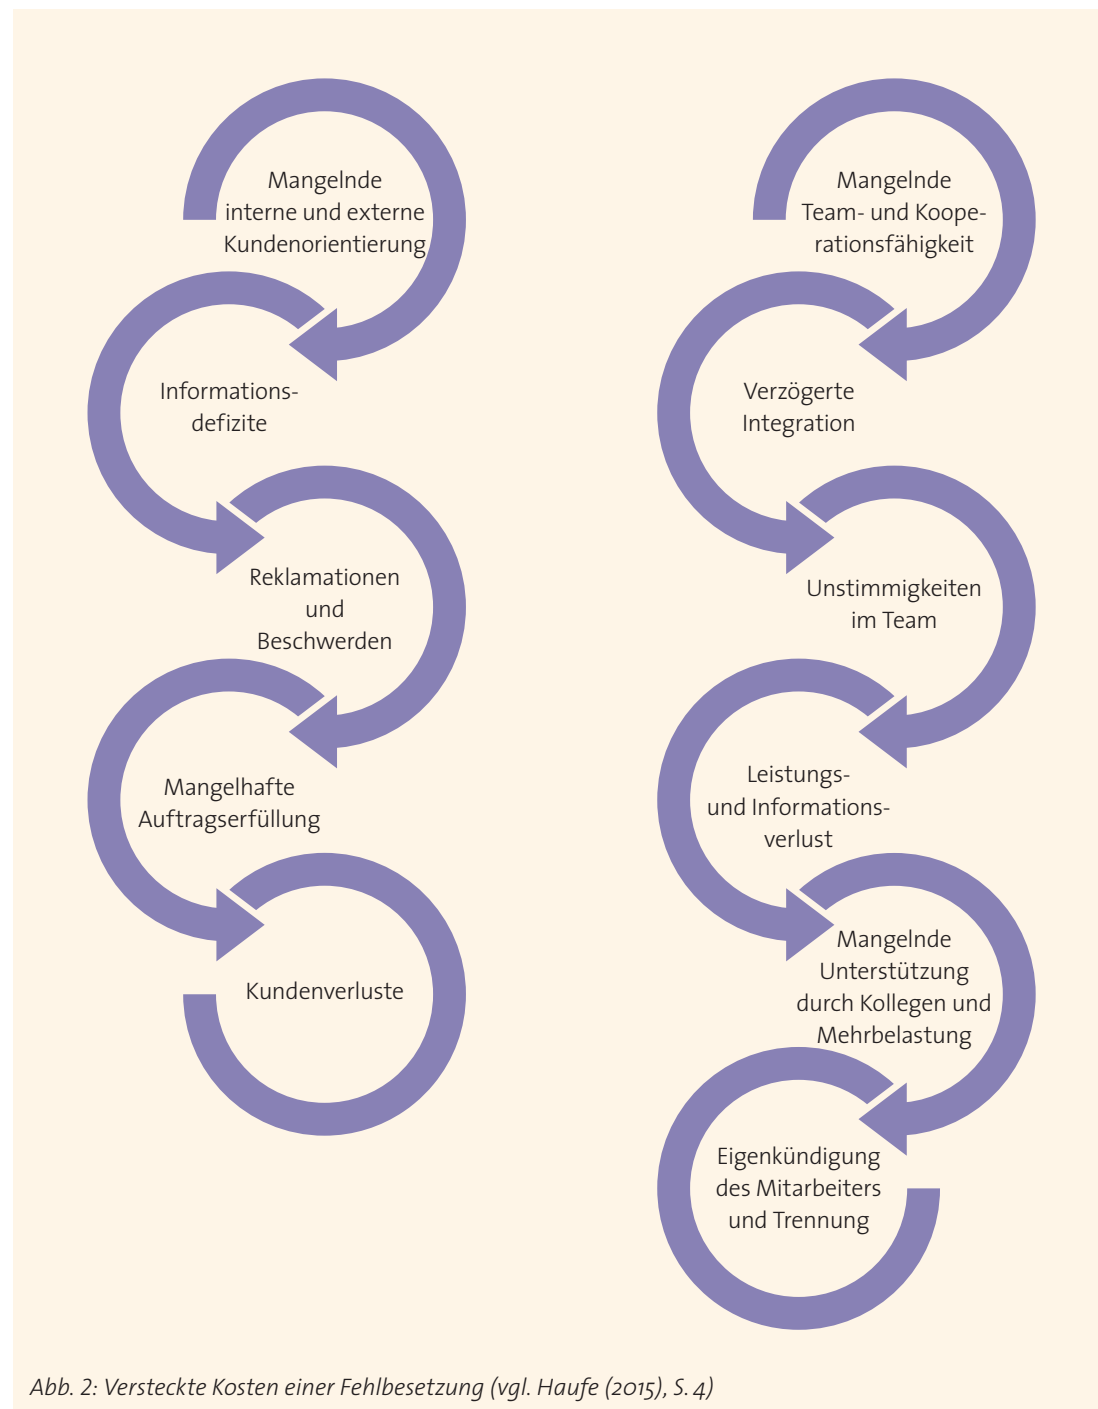 Mangelnde
interne und externe
Kundenorientierung
Informations-
defizite
Reklamationen
und
Beschwerden
Mangelhafte
Auftragserfüllung
Kundenverluste
Mangelnde
Team- und Koope-
rationsfähigkeit
Verzögerte
Integration
Unstimmigkeiten
im Team
Leistungs-
und Informations-
verlust
Mangelnde
Unterstützung
durch Kollegen und
Mehrbelastung
Eigenkündigung
des Mitarbeiters
und Trennung
Abb. 2: Versteckte Kosten einer Fehlbesetzung (vgl. Haufe (2015), S. 4)